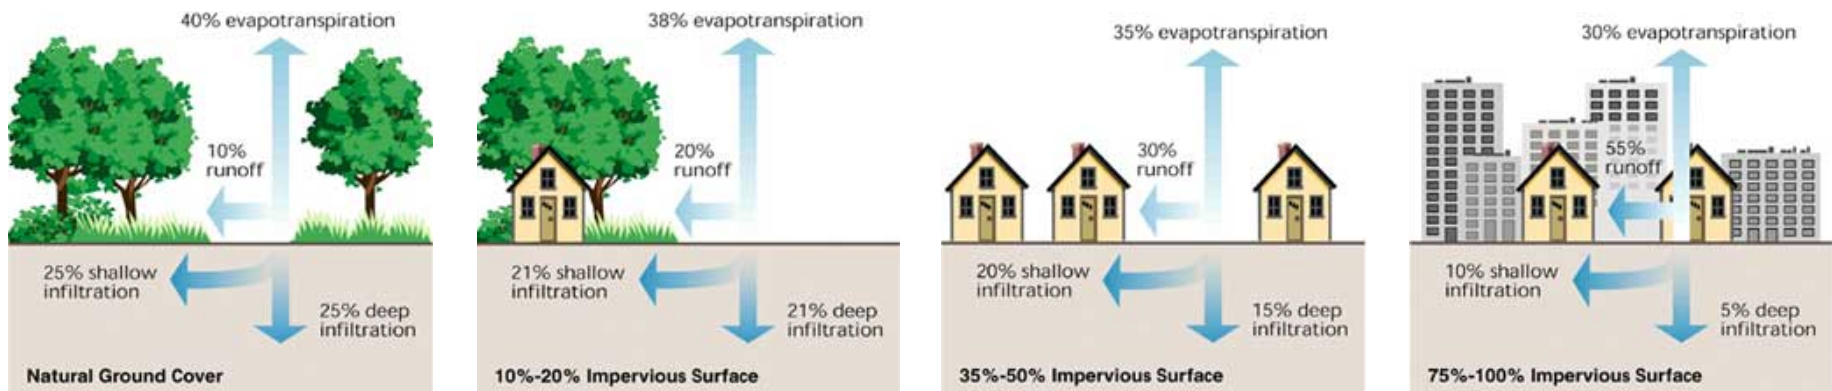 40% evapotranspiration
10%
runoff
25% shallow
infiltration
25% deep
infiltration
Natural Ground Cover
38% evapotranspiration
20%
runoff
21% shallow
infiltration
21% deep
infiltration
10%-20% Impervious Surface
35% evapotranspiration
30%
runoff
20% shallow
infiltration
15% deep
infiltration
35%-50% Impervious Surface
30% evapotranspiration
55%
runoff
10% shallow
infiltration
5% deep
infiltration
75%-100% Impervious Surface